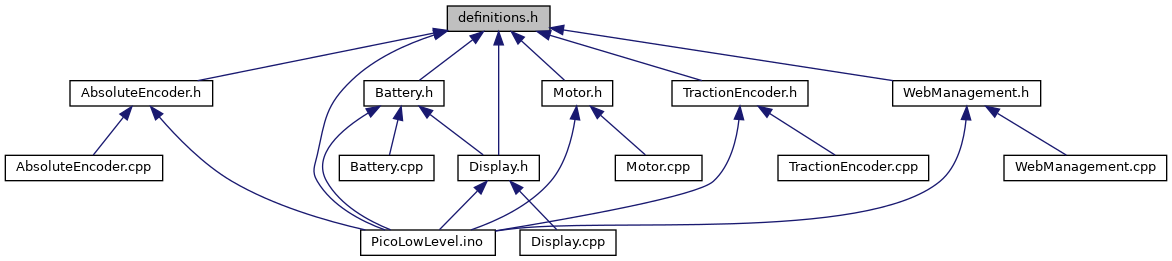 definitions.h
AbsoluteEncoder.h
Battery.h
Motor.h
TractionEncoder.h
WebManagement.h
AbsoluteEncoder.cpp
Battery.cpp
Display.h
Motor.cpp
TractionEncoder.cpp
WebManagement.cpp
PicoLowLevel.ino
Display.cpp